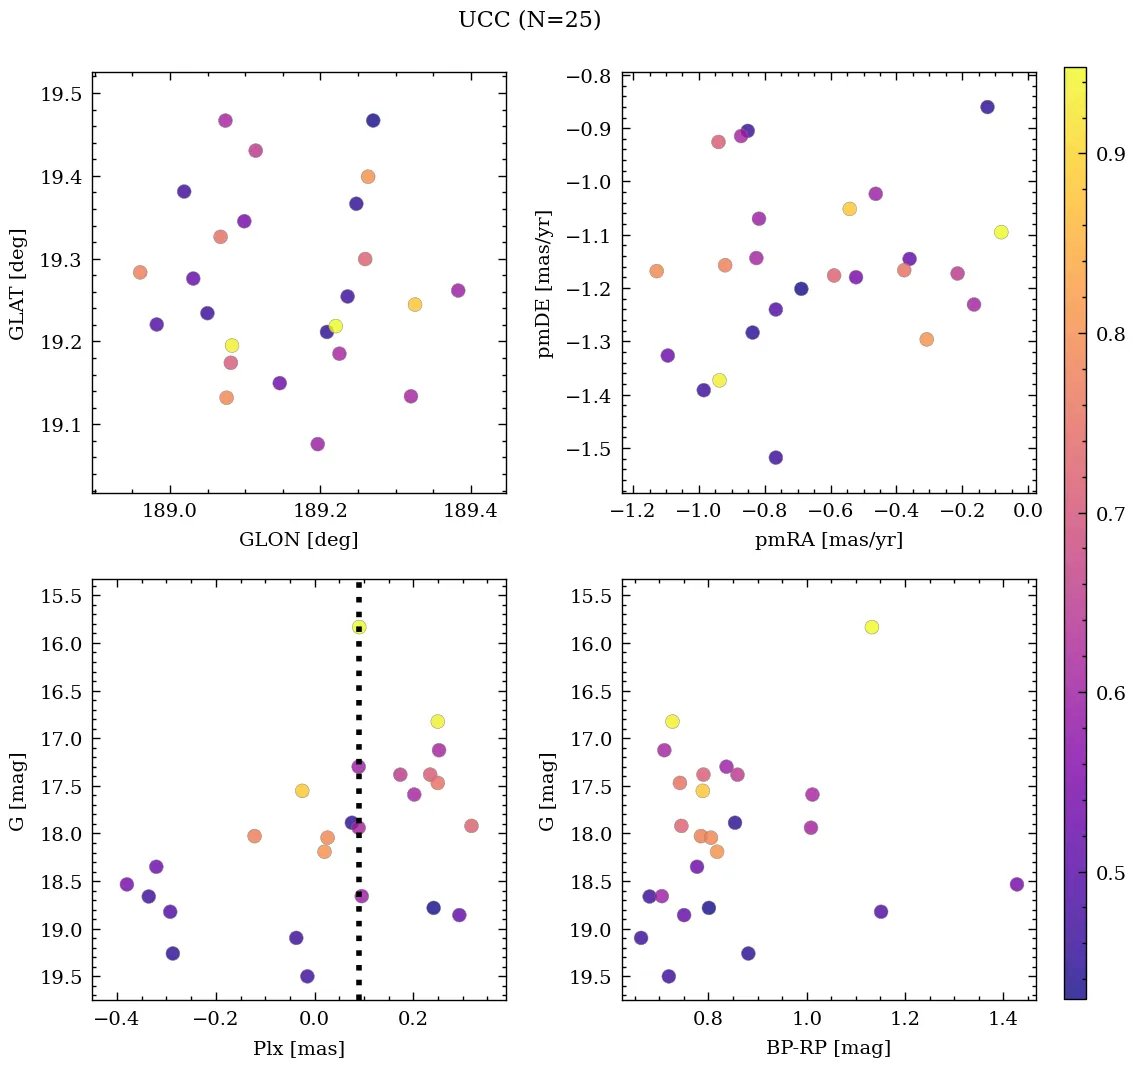 UCC (N=25)
19.5
19.4
19.3
19.2
19.1
GLAT [deg]
189.0 189.2 189.4
GLON [deg]
−0.8
−0.9
−1.0
−1.1
−1.2
−1.3
−1.4
−1.5
pmDE [mas/yr]
−1.2 −1.0 −0.8 −0.6 −0.4 −0.2 0.0
pmRA [mas/yr]
15.5
16.0
16.5
17.0
17.5
18.0
18.5
19.0
19.5
G [mag]
−0.4 −0.2 0.0 0.2
Plx [mas]
15.5
16.0
16.5
17.0
17.5
18.0
18.5
19.0
19.5
G [mag]
0.8 1.0 1.2 1.4
BP-RP [mag]
0.9
0.8
0.7
0.6
0.5